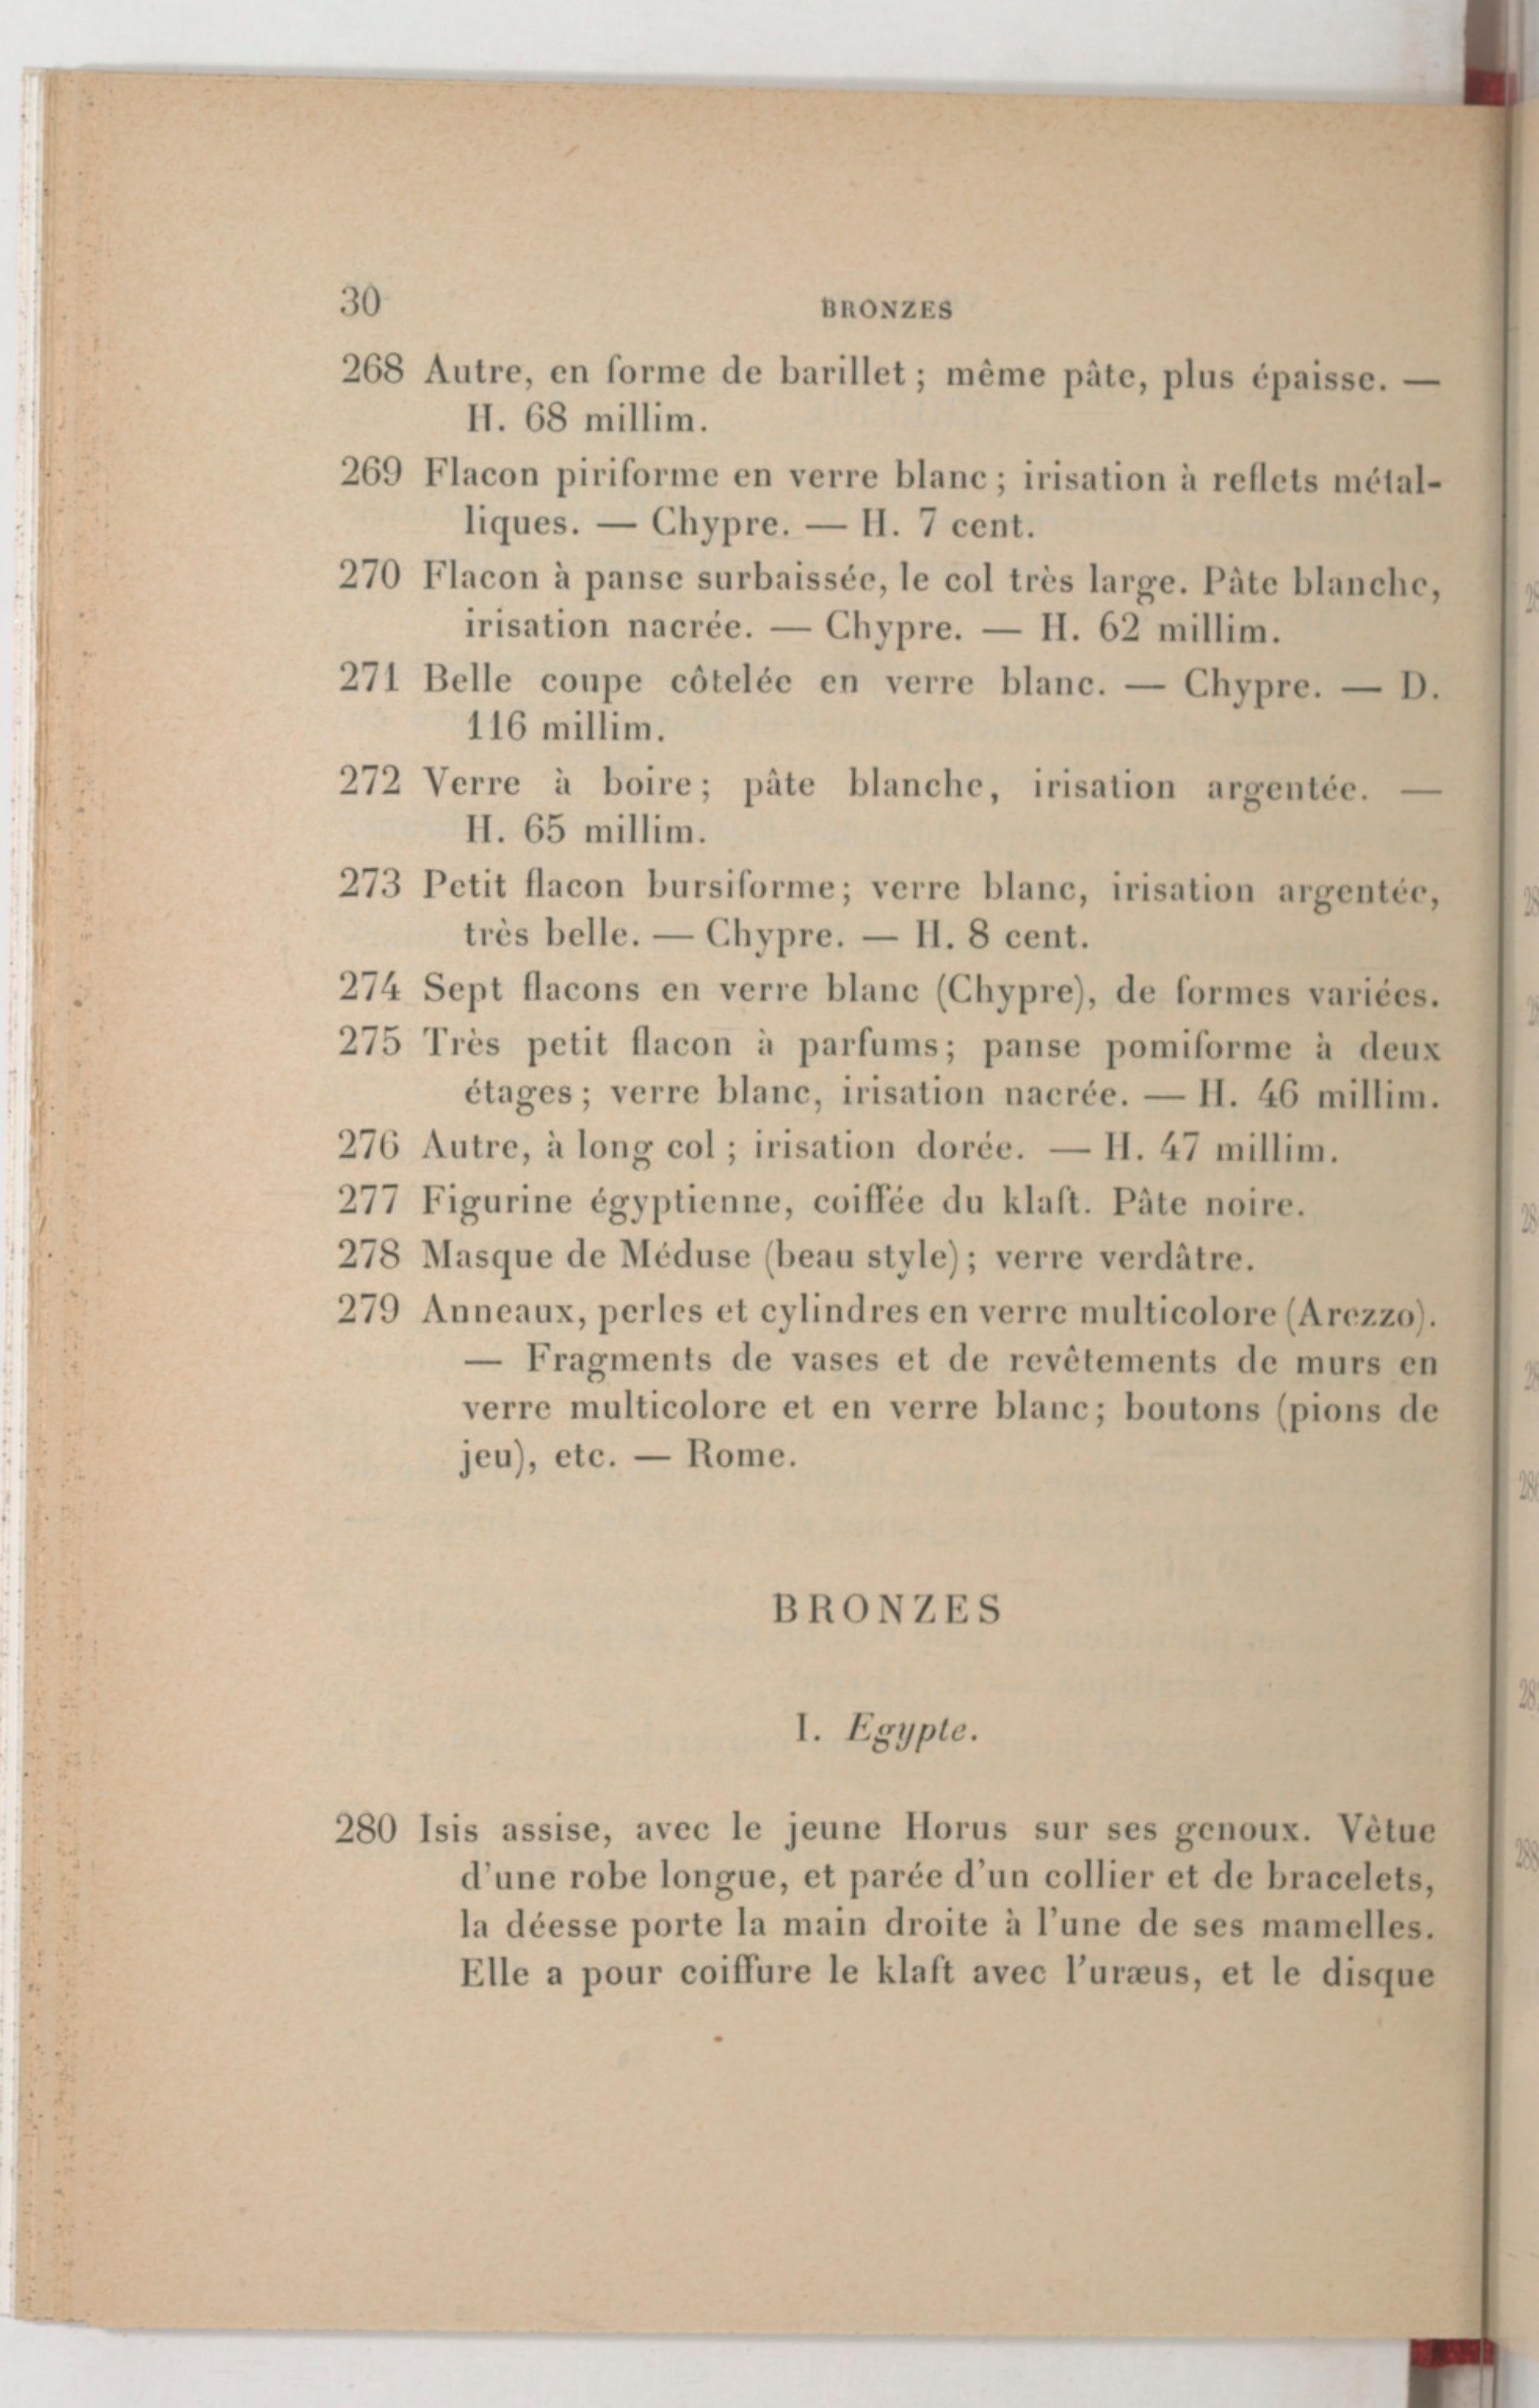 30
BRONZES
268 Autre, en forme de barillet ; même pâte, plus épaisse. —
H. 68 millim.
269 Flacon piriforme en verre blanc ; irisation à reflets métal-
liques. — Chypre. — H. 7 cent.
270 Flacon à panse surbaissée, le col très large. Pâte blanche,
irisation nacrée. — Chypre. — H. 62 millim.
271 Belle coupe côtelée en verre blanc. — Chypre. — D.
116 millim.
272 Verre à boire ; pâte blanche, irisation argentée. —
H. 65 millim.
273 Petit flacon bursiforme ; verre blanc, irisation argentée,
très belle. — Chypre. — H. 8 cent.
274 Sept flacons en verre blanc (Chypre), de formes variées.
275 Très petit flacon à parfums ; panse pomiforme à deux
étages ; verre blanc, irisation nacrée. — H. 46 millim.
276 Autre, à long col ; irisation dorée. — H. 47 millim.
277 Figurine égyptienne, coiffée du klaft. Pâte noire.
278 Masque de Méduse (beau style) ; verre verdâtre.
279 Anneaux, perles et cylindres en verre multicolore (Arezzo).
— Fragments de vases et de revêtements de murs en
verre multicolore et en verre blanc ; boutons (pions de
jeu), etc. — Rome.
BRONZES
I. Egypte.
280 Isis assise, avec le jeune Horus sur ses genoux. Vêtue
d'une robe longue, et parée d'un collier et de bracelets,
la déesse porte la main droite à l'une de ses mamelles.
Elle a pour coiffure le klaft avec l'uræus, et le disque